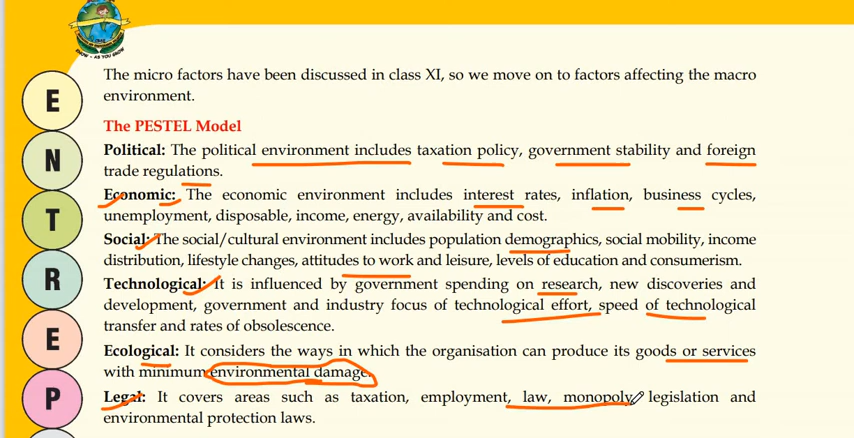 KNOW - AS YOU SHOW
The micro factors have been discussed in class XI, so we move on to factors affecting the macro
environment.
The PESTEL Model
Political: The political environment includes taxation policy, government stability and foreign
trade regulations.
Economic: The economic environment includes interest rates, inflation, business cycles,
unemployment, disposable, income, energy, availability and cost.
Social: The social/cultural environment includes population demographics, social mobility, income
distribution, lifestyle changes, attitudes to work and leisure, levels of education and consumerism.
Technological: It is influenced by government spending on research, new discoveries and
development, government and industry focus of technological effort, speed of technological
transfer and rates of obsolescence.
Ecological: It considers the ways in which the organisation can produce its goods or services
with minimum environmental damage.
Legal: It covers areas such as taxation, employment, law, monopoly legislation and
environmental protection laws.
E
N
T
R
E
P